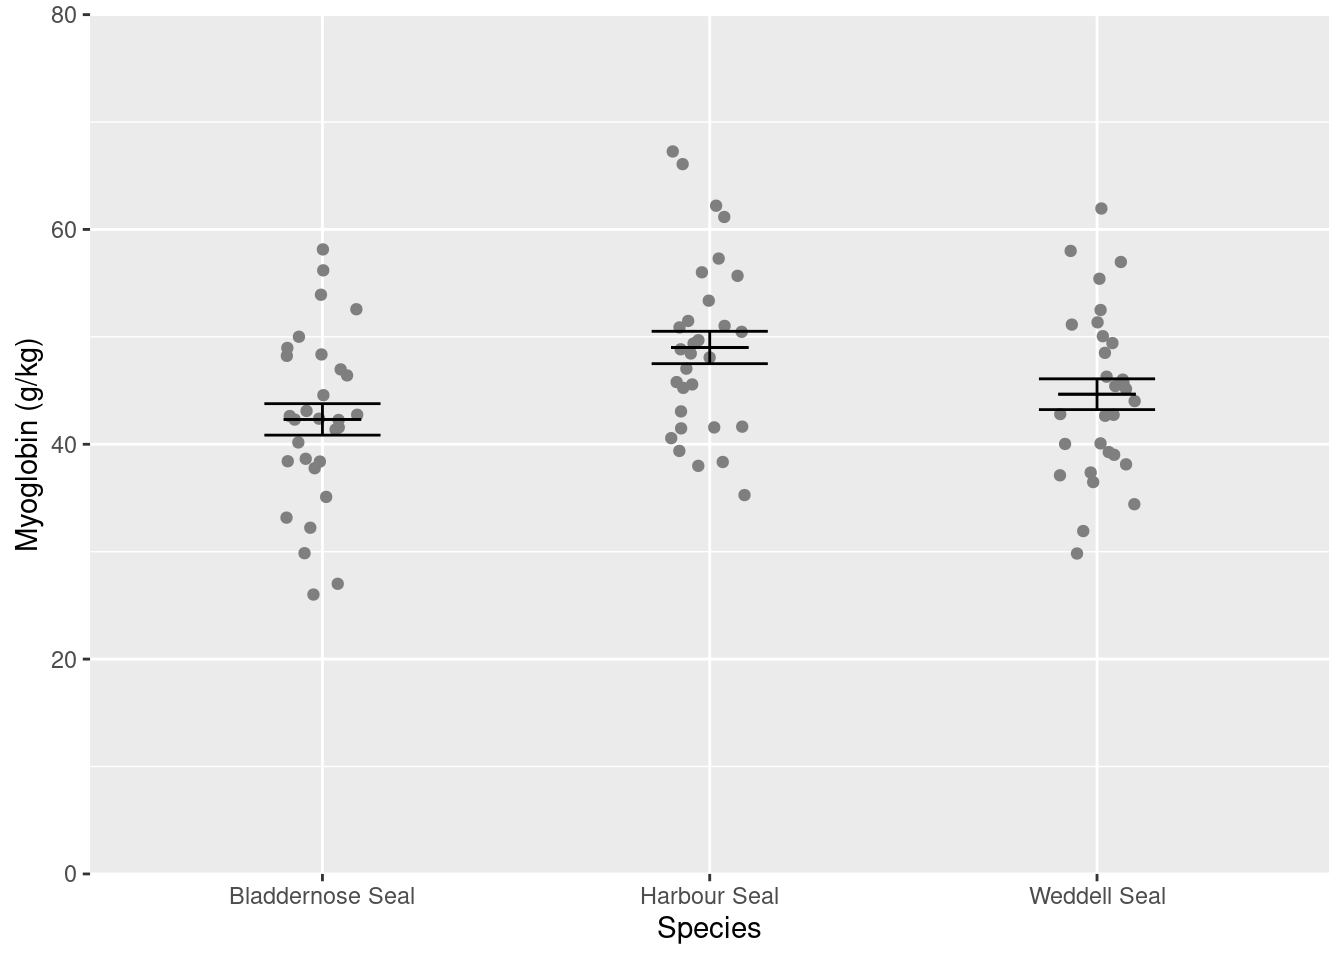 Myoglobin (g/kg)
80
60
40
20
0
Bladdernose Seal
Harbour Seal
Weddell Seal
Species